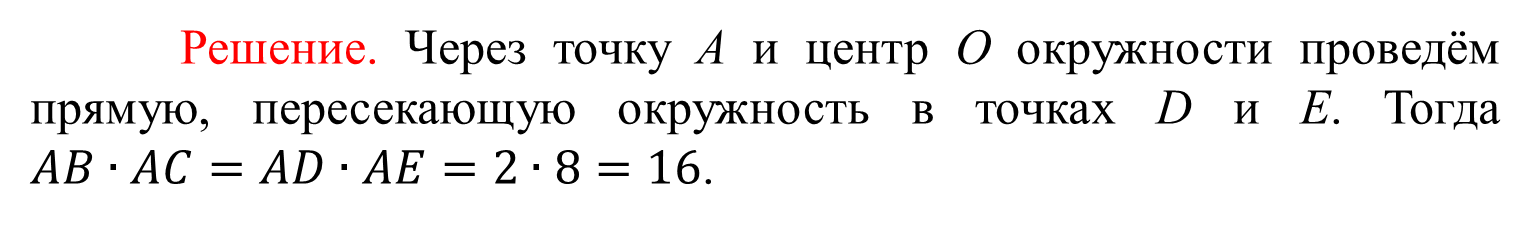 Решение. Через точку A и центр O окружности проведём
прямую, пересекающую окружность в точках D и E. Тогда
AB · AC = AD · AE = 2 · 8 = 16.